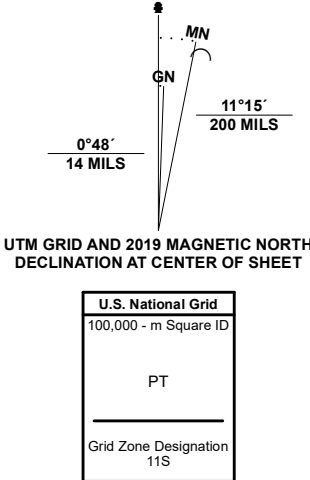 MN
GN
11°15´
200 MILS
0°48´
14 MILS
UTM GRID AND 2019 MAGNETIC NORTH
DECLINATION AT CENTER OF SHEET
U.S. National Grid
100,000 - m Square ID
PT
Grid Zone Designation
11S